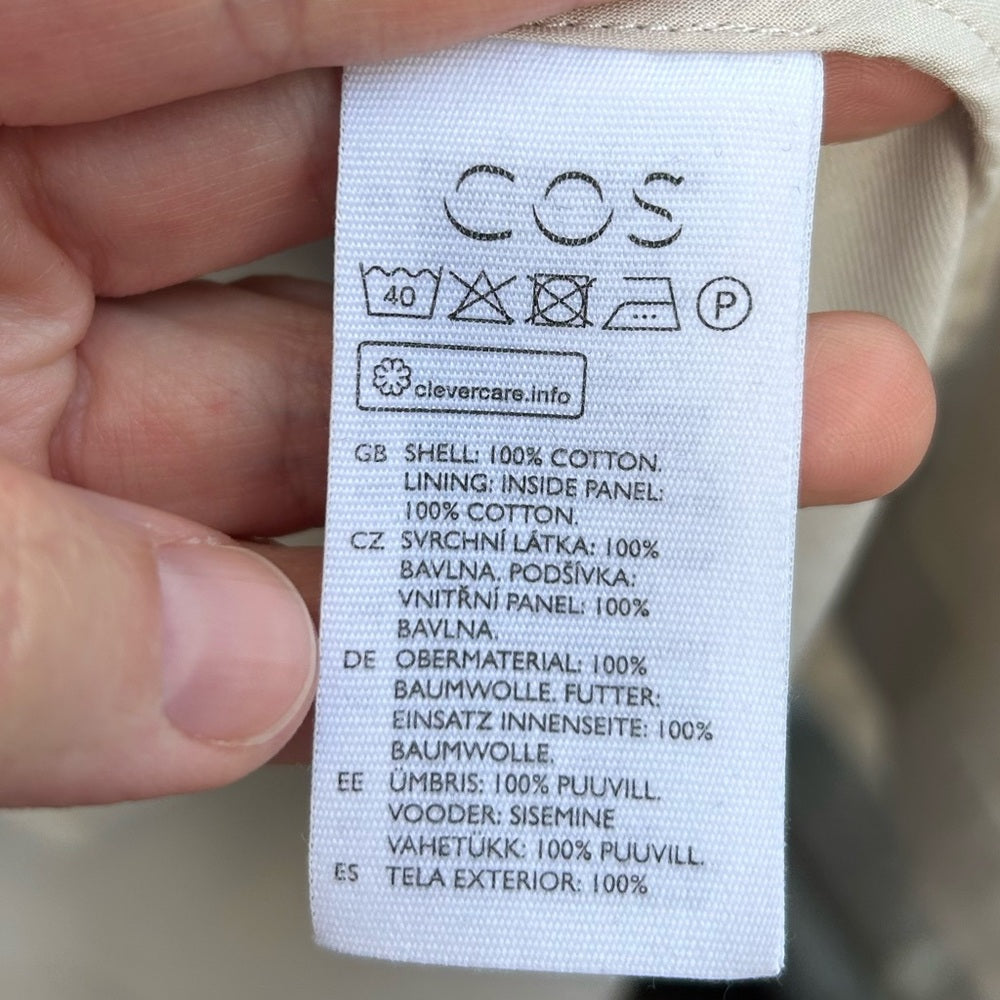 COS
40
P
clevercare.info
GB SHELL: 100% COTTON.
LINING: INSIDE PANEL:
100% COTTON.
CZ SVRCHNÍ LÁTKA: 100%
BAVLNA. PODŠÍVKA:
VNITŘNÍ PANEL: 100%
BAVLNA.
DE OBERMATERIAL: 100%
BAUMWOLLE. FUTTER:
EINSATZ INNENSEITE: 100%
BAUMWOLLE.
EE ÜMBRIS: 100% PUUVILL.
VOODER: SISEMINE
VAHETÜKK: 100% PUUVILL.
ES TELA EXTERIOR: 100%